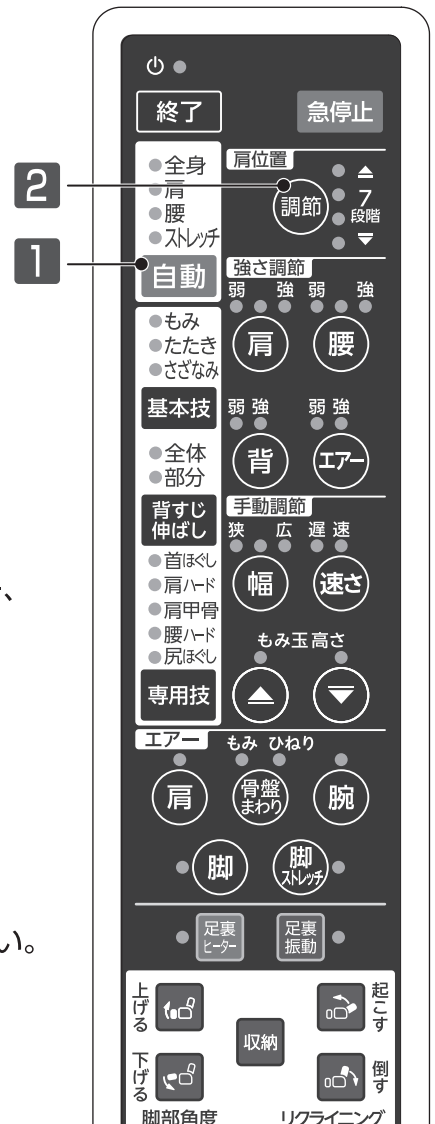 終了
急停止
全身
肩
腰
ストレッチ
自動
2
1
肩位置
調節
7
段階
強さ調節
弱 強 弱 強
肩 腰
もみ
たたき
さざなみ
基本技
弱 強 弱 強
背 エアー
全体
部分
背すじ
伸ばし
手動調節
狭 広 遅 速
幅 速さ
首ほぐし
肩ハード
肩甲骨
腰ハード
尻ほぐし
専用技
もみ玉高さ
、
エアー
もみ ひねり
肩
骨盤
まわり
腕
脚
脚
ストレッチ
い。
足裏
ヒーター
足裏
振動
上げる
起こす
収納
下げる
倒す
脚部角度
リクライニング